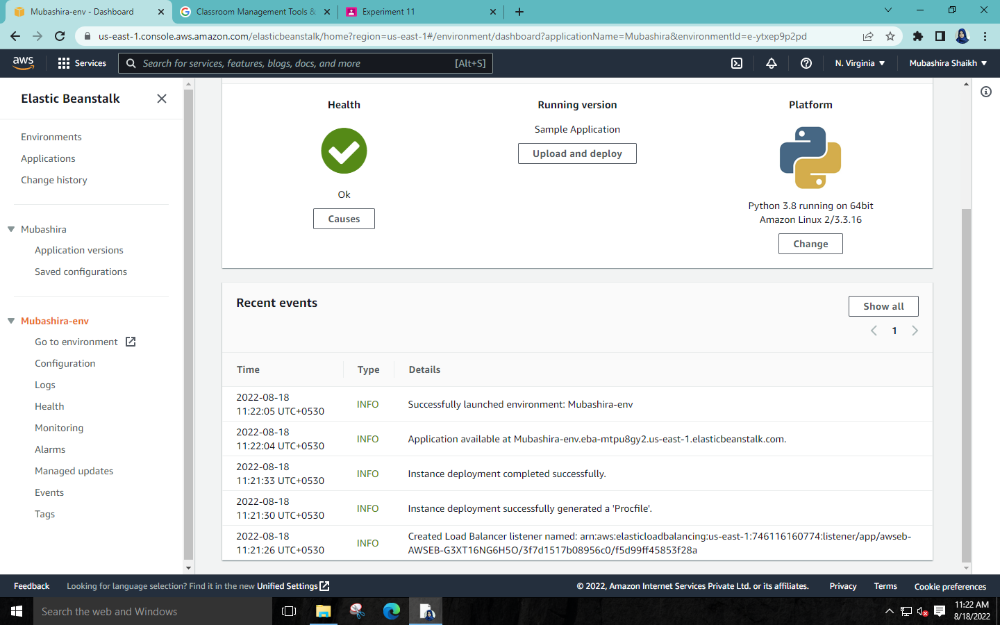 Mubashira-env - Dashboard
Classroom Management Tools &
Experiment 11
us-east-1.console.aws.amazon.com/elasticbeanstalk/home?region=us-east-1#/environment/dashboard?applicationName=Mubashira&environmentId=e-ytxep9p2pd
aws
Services
Search for services, features, blogs, docs, and more
[Alt+S]
N. Virginia
Mubashira Shaikh
Elastic Beanstalk
Environments
Applications
Change history
Mubashira
Application versions
Saved configurations
Mubashira-env
Go to environment
Configuration
Logs
Health
Monitoring
Alarms
Managed updates
Events
Tags
Health
Ok
Causes
Running version
Sample Application
Upload and deploy
Platform
Python 3.8 running on 64bit
Amazon Linux 2/3.3.16
Change
Recent events
Show all
1
Time Type Details
2022-08-18
11:22:05 UTC+0530
INFO
Successfully launched environment: Mubashira-env
2022-08-18
11:22:04 UTC+0530
INFO
Application available at Mubashira-env.eba-mtpu8gy2.us-east-1.elasticbeanstalk.com.
2022-08-18
11:21:33 UTC+0530
INFO
Instance deployment completed successfully.
2022-08-18
11:21:30 UTC+0530
INFO
Instance deployment successfully generated a 'Procfile'.
2022-08-18
11:21:26 UTC+0530
INFO
Created Load Balancer listener named: arn:aws:elasticloadbalancing:us-east-1:746116160774:listener/app/awseb-
AWSEB-G3XT16NG6H5O/3f7d1517b08956c0/f5d99ff45853f28a
Feedback
Looking for language selection? Find it in the new Unified Settings
© 2022, Amazon Internet Services Private Ltd. or its affiliates.
Privacy
Terms
Cookie preferences
Search the web and Windows
11:22 AM
8/18/2022